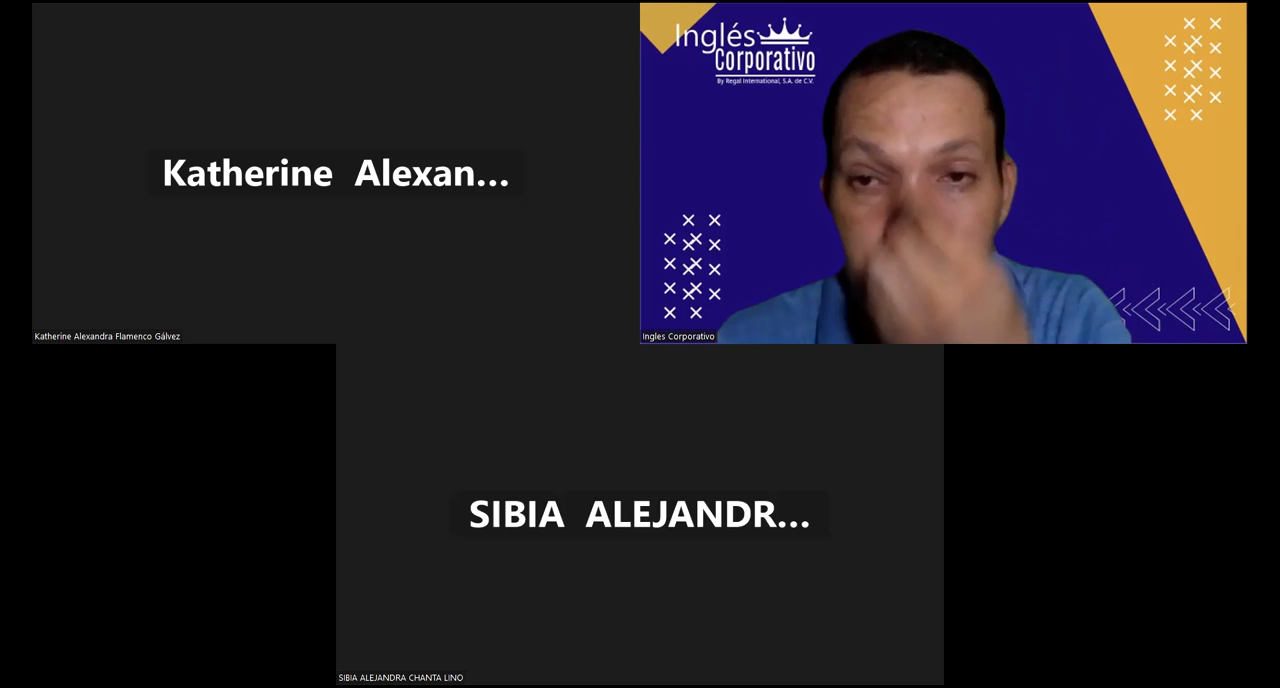 Katherine Alexan...
Katherine Alexandra Flamenco Gálvez
Inglés
Corporativo
By Regal International, S.A. de C.V.
Ingles Corporativo
SIBIA ALEJANDR...
SIBIA ALEJANDRA CHANTA LINO